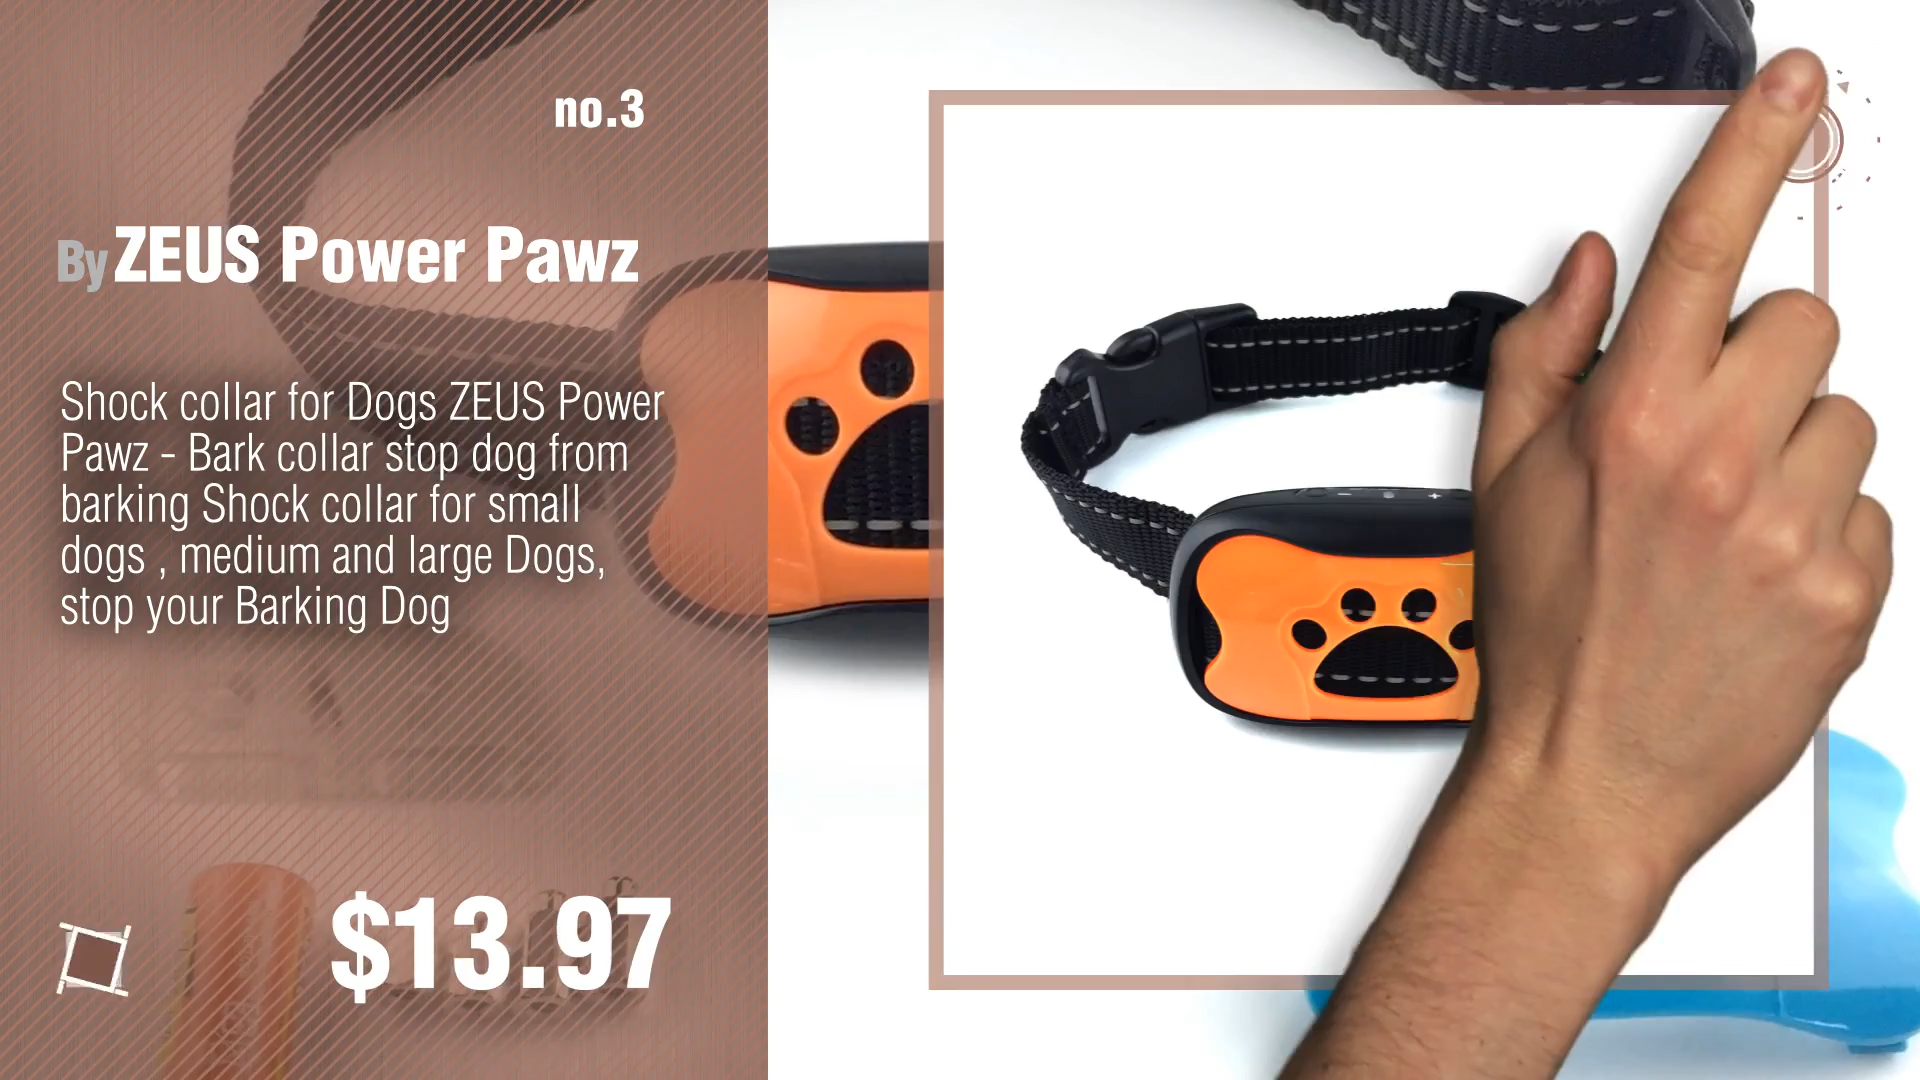 no.3
By ZEUS Power Pawz
Shock collar for Dogs ZEUS Power
Pawz - Bark collar stop dog from
barking Shock collar for small
dogs , medium and large Dogs,
stop your Barking Dog
$13.97